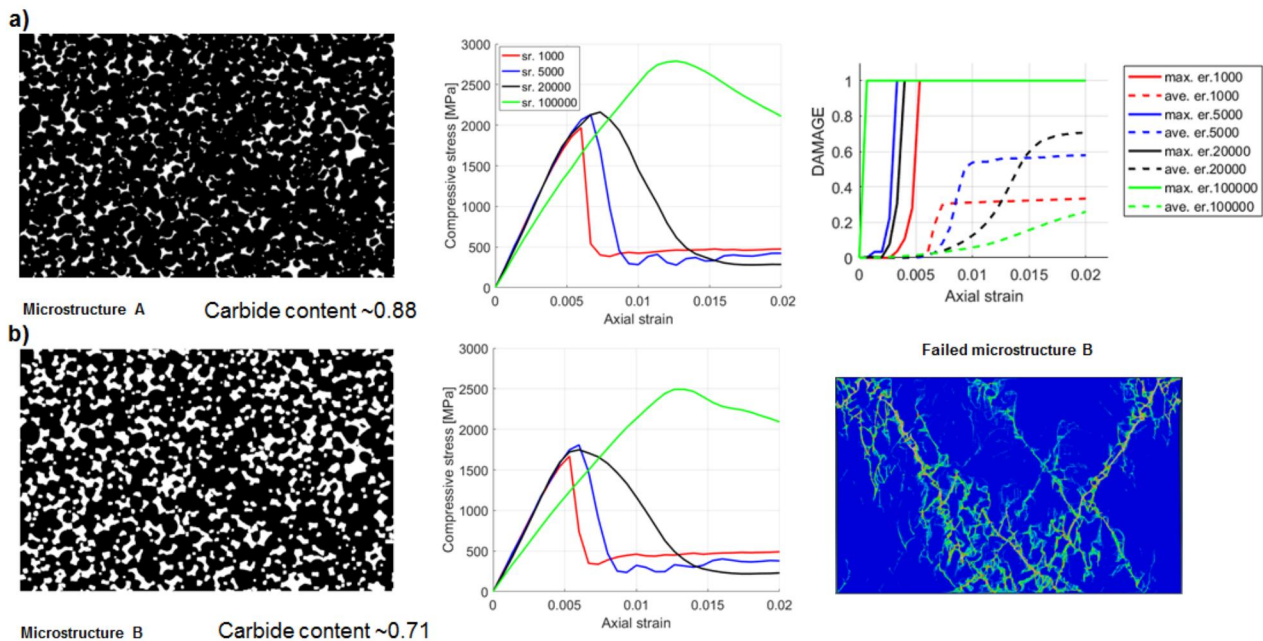 a)
Microstructure A
Carbide content ~0.88
3000
2500
2000
1500
1000
500
0
Compressive stress [MPa]
sr. 1000
sr. 5000
sr. 20000
sr. 100000
0
0.005
0.01
0.015
0.02
Axial strain
1
0.8
0.6
0.4
0.2
0
DAMAGE
0
0.005
0.01
0.015
0.02
Axial strain
max. er.1000
ave. er.1000
max. er.5000
ave. er.5000
max. er.20000
ave. er.20000
max. er.100000
ave. er.100000
b)
Microstructure B
Carbide content ~0.71
3000
2500
2000
1500
1000
500
0
Compressive stress [MPa]
0
0.005
0.01
0.015
0.02
Axial strain
Failed microstructure B